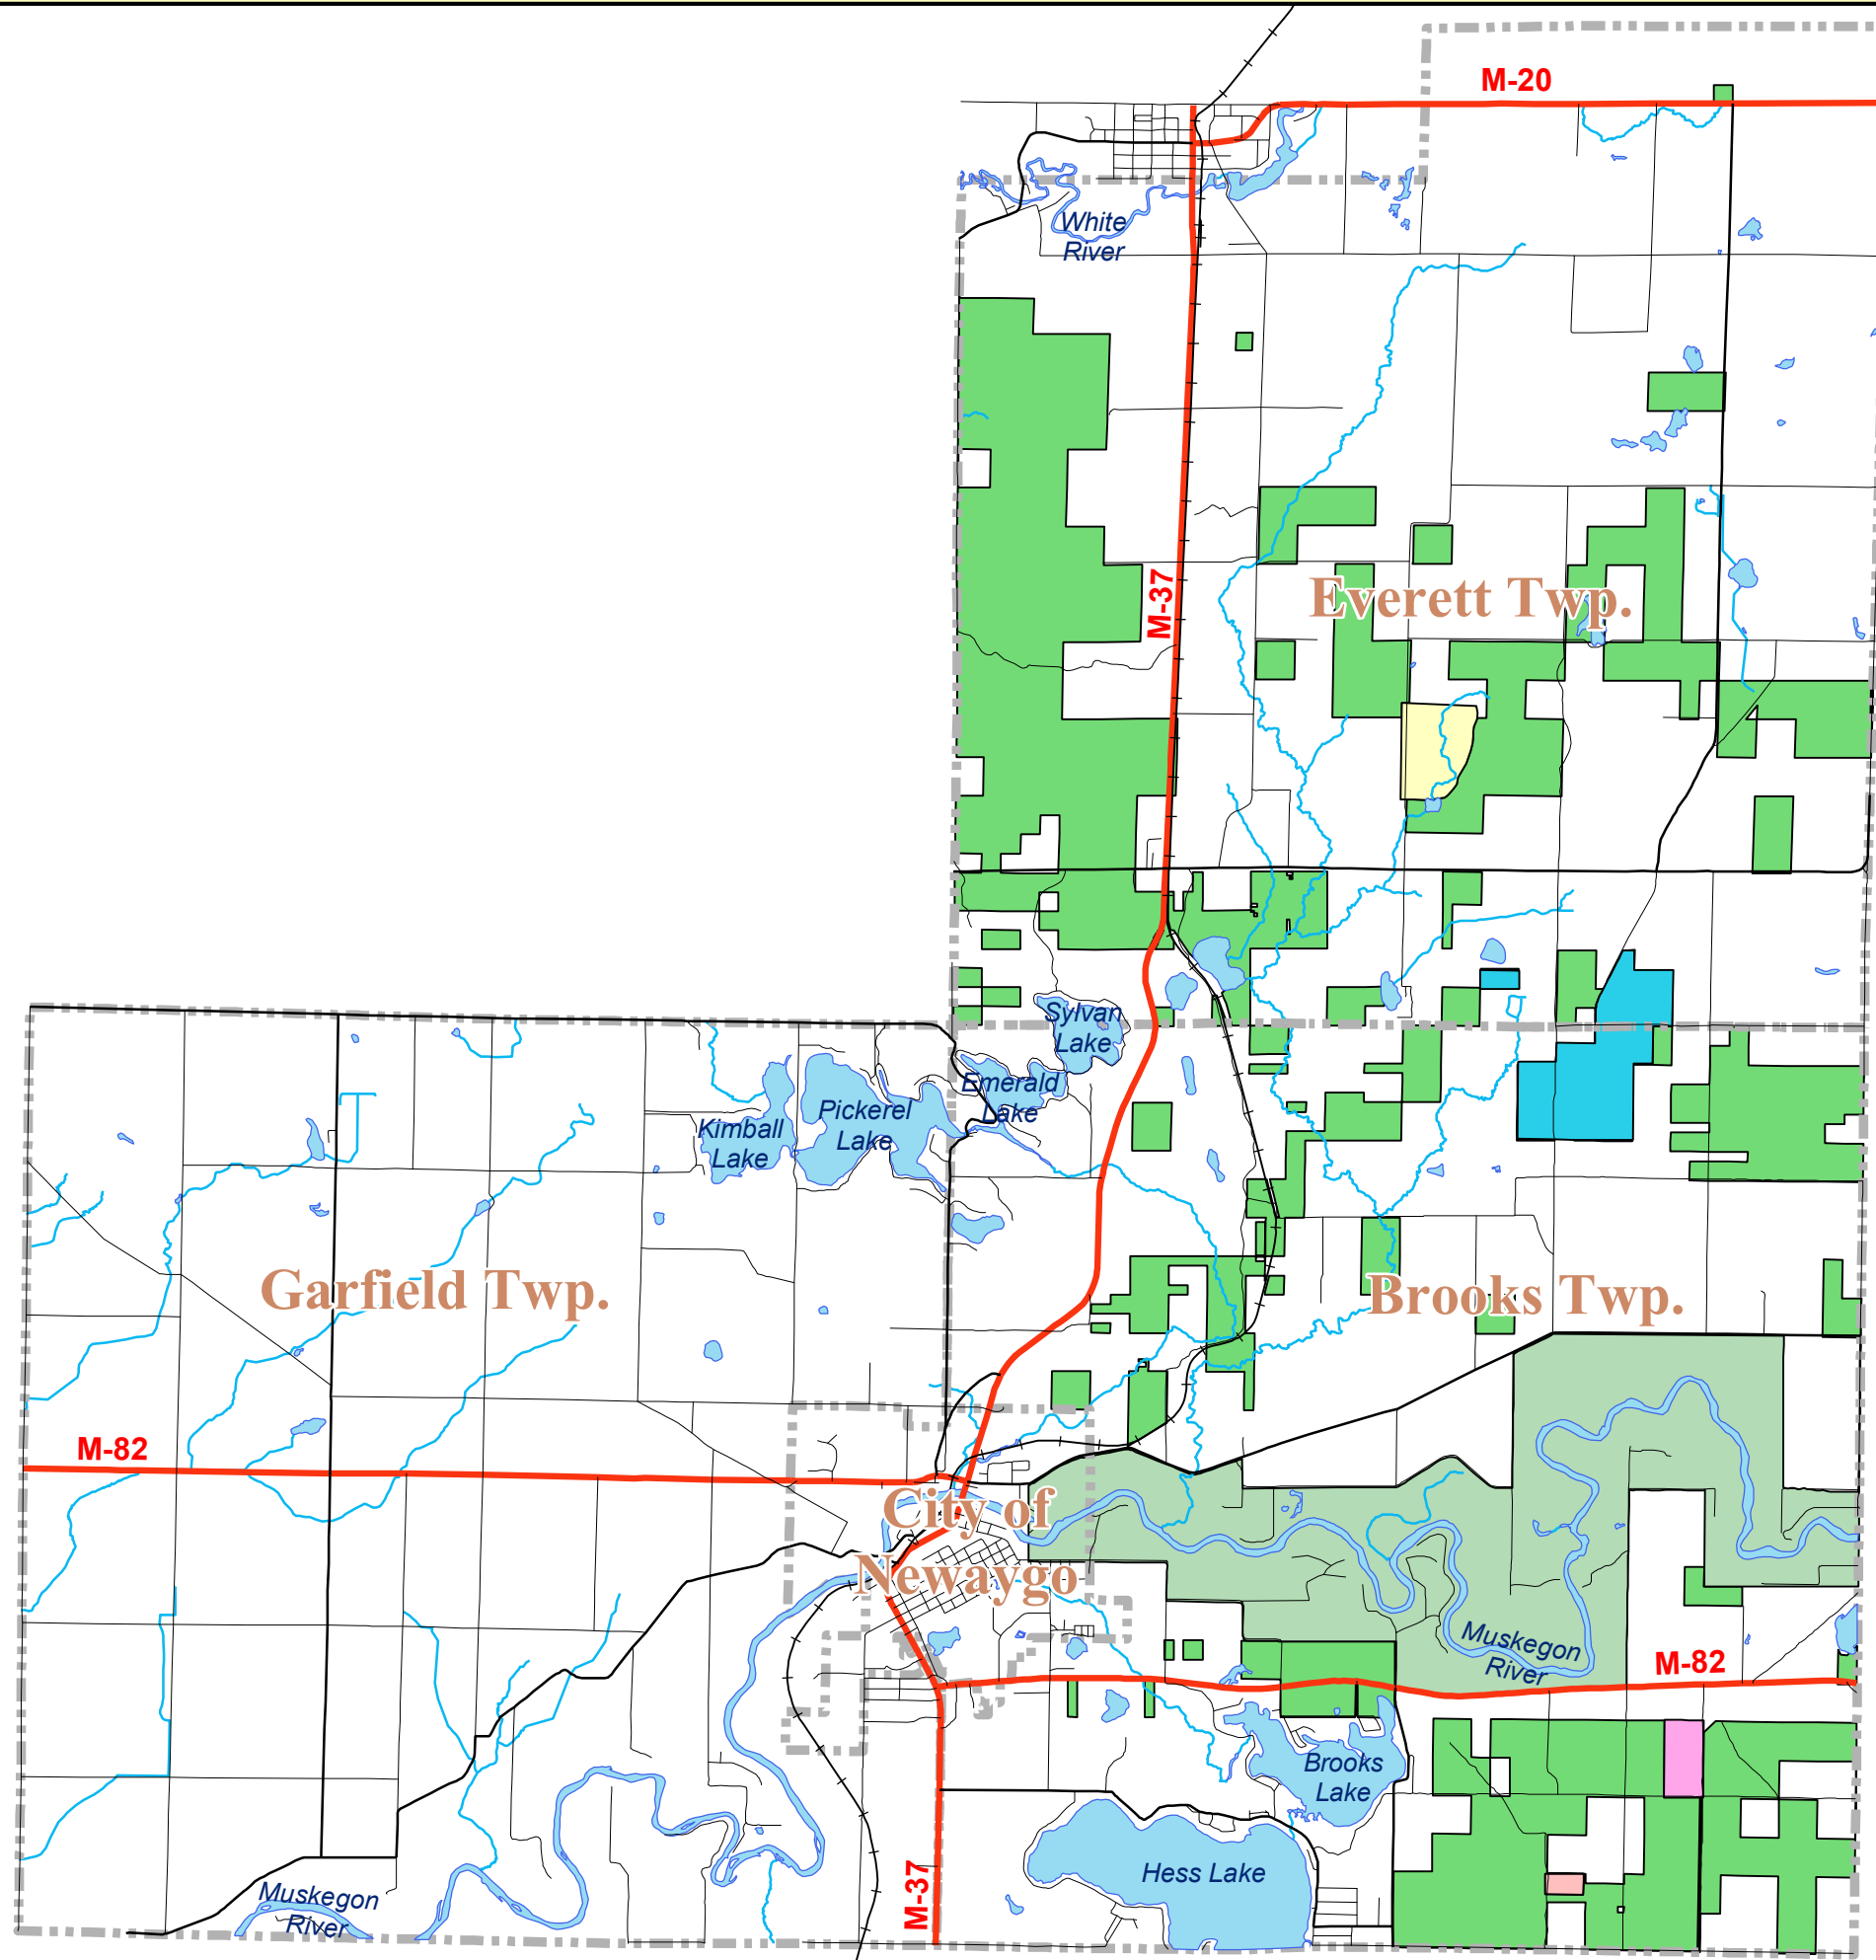 M-20
White
River
M-37
Everett Twp.
Sylvan
Lake
Emerald
Lake
Pickerel
Lake
Kimball
Lake
Garfield Twp.
Brooks Twp.
M-82
City of
Newaygo
Muskegon
River
M-82
Brooks
Lake
Hess Lake
M-37
Muskegon
River